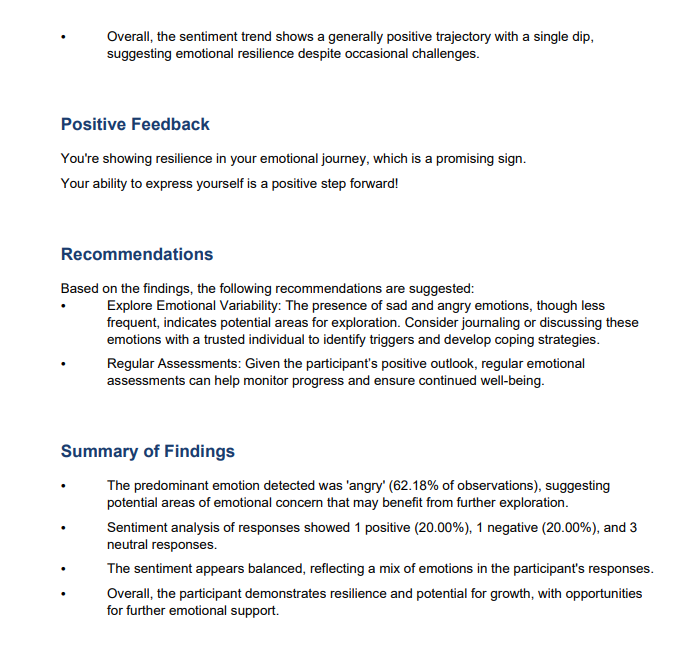 • Overall, the sentiment trend shows a generally positive trajectory with a single dip,
suggesting emotional resilience despite occasional challenges.
Positive Feedback
You're showing resilience in your emotional journey, which is a promising sign.
Your ability to express yourself is a positive step forward!
Recommendations
Based on the findings, the following recommendations are suggested:
• Explore Emotional Variability: The presence of sad and angry emotions, though less
frequent, indicates potential areas for exploration. Consider journaling or discussing these
emotions with a trusted individual to identify triggers and develop coping strategies.
• Regular Assessments: Given the participant's positive outlook, regular emotional
assessments can help monitor progress and ensure continued well-being.
Summary of Findings
• The predominant emotion detected was 'angry' (62.18% of observations), suggesting
potential areas of emotional concern that may benefit from further exploration.
• Sentiment analysis of responses showed 1 positive (20.00%), 1 negative (20.00%), and 3
neutral responses.
• The sentiment appears balanced, reflecting a mix of emotions in the participant's responses.
• Overall, the participant demonstrates resilience and potential for growth, with opportunities
for further emotional support.